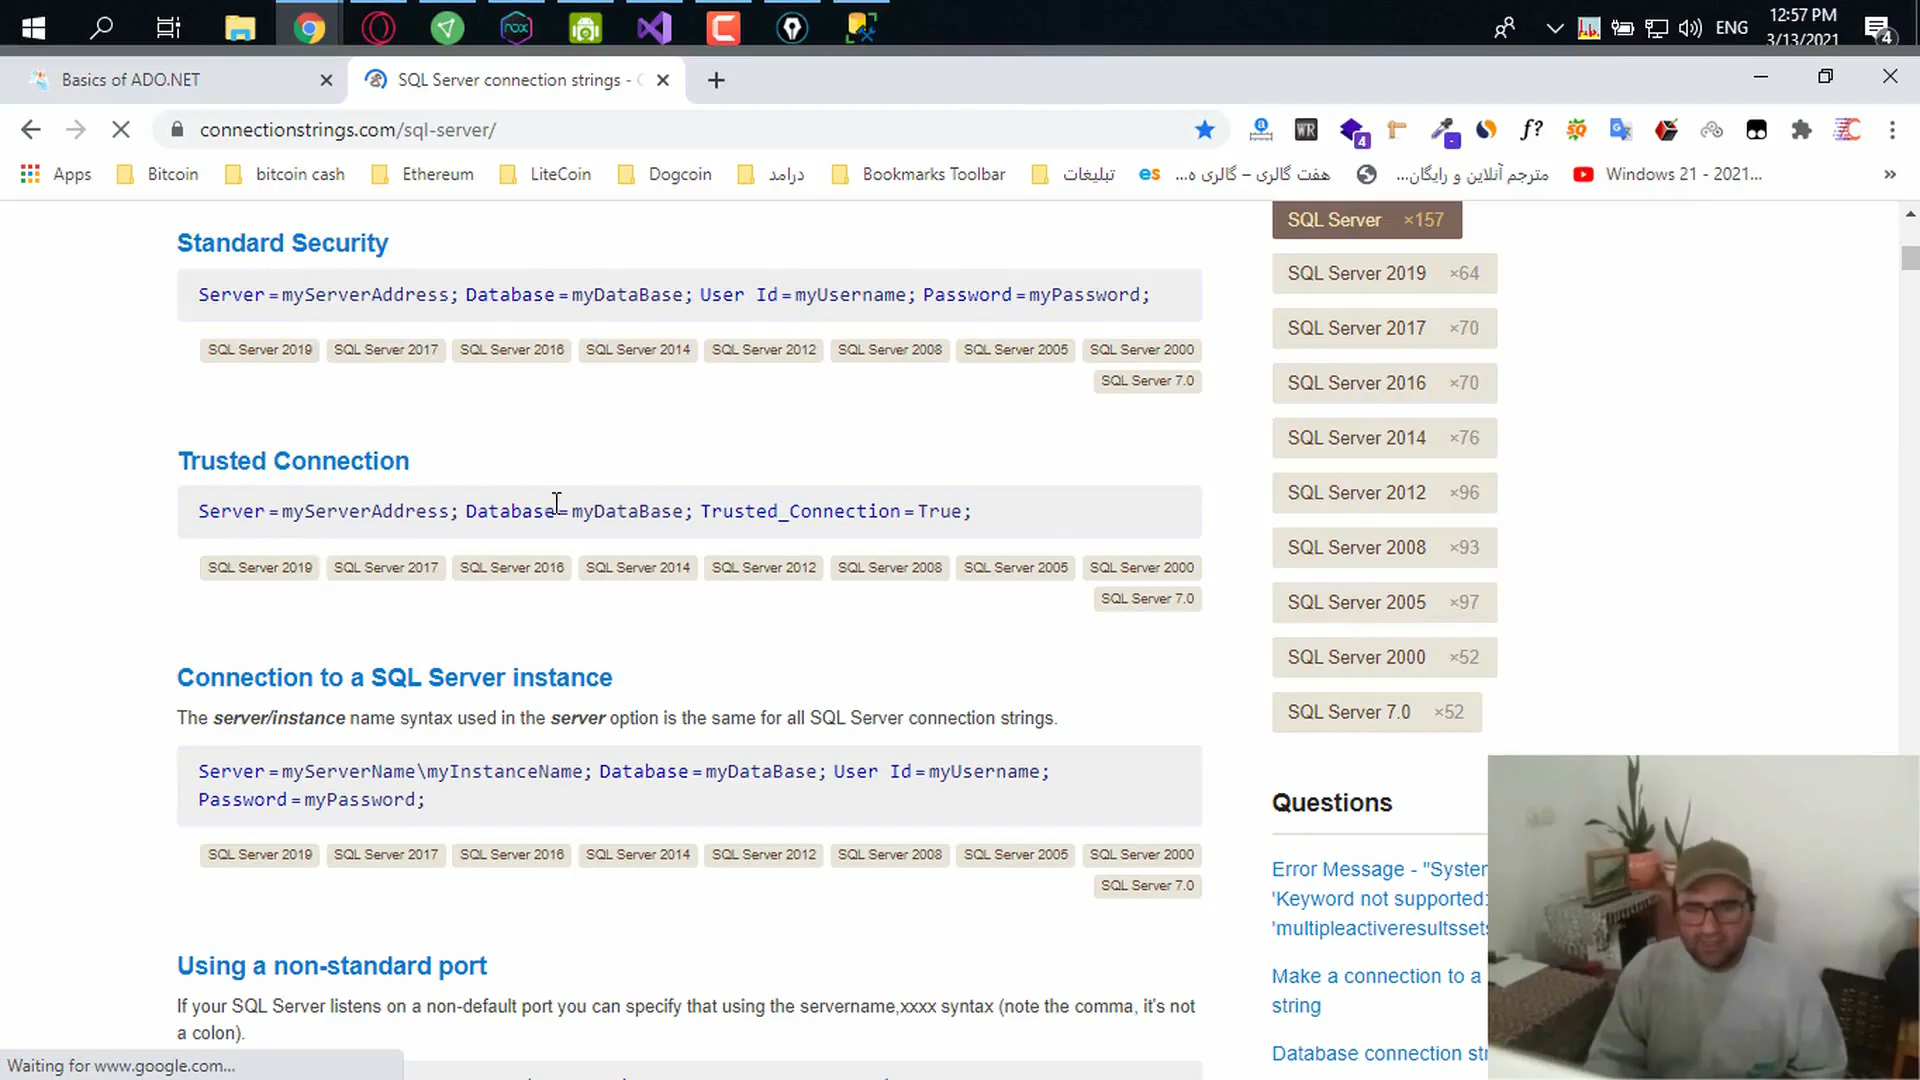 ENG
12:57 PM
3/13/2021
4
Basics of ADO.NET
SQL Server connection strings -
connectionstrings.com/sql-server/
Apps
Bitcoin
bitcoin cash
Ethereum
LiteCoin
Dogcoin
درامد
Bookmarks Toolbar
تبلیغات
هفت گالری – گالری ه...
مترجم آنلاین و رایگان...
Windows 21 - 2021...
»
Standard Security
Server=myServerAddress; Database=myDataBase; User Id=myUsername; Password=myPassword;
SQL Server 2019 SQL Server 2017 SQL Server 2016 SQL Server 2014 SQL Server 2012 SQL Server 2008 SQL Server 2005 SQL Server 2000
SQL Server 7.0
Trusted Connection
Server=myServerAddress; Database=myDataBase; Trusted_Connection=True;
SQL Server 2019 SQL Server 2017 SQL Server 2016 SQL Server 2014 SQL Server 2012 SQL Server 2008 SQL Server 2005 SQL Server 2000
SQL Server 7.0
Connection to a SQL Server instance
The server/instance name syntax used in the server option is the same for all SQL Server connection strings.
Server=myServerName\myInstanceName; Database=myDataBase; User Id=myUsername;
Password=myPassword;
SQL Server 2019 SQL Server 2017 SQL Server 2016 SQL Server 2014 SQL Server 2012 SQL Server 2008 SQL Server 2005 SQL Server 2000
SQL Server 7.0
Using a non-standard port
If your SQL Server listens on a non-default port you can specify that using the servername,xxxx syntax (note the comma, it's not
a colon).
SQL Server ×157
SQL Server 2019 ×64
SQL Server 2017 ×70
SQL Server 2016 ×70
SQL Server 2014 ×76
SQL Server 2012 ×96
SQL Server 2008 ×93
SQL Server 2005 ×97
SQL Server 2000 ×52
SQL Server 7.0 ×52
Questions
Error Message - "Syster
'Keyword not supported:
'multipleactiveresultssets
Make a connection to a
string
Database connection str
Waiting for www.google.com...